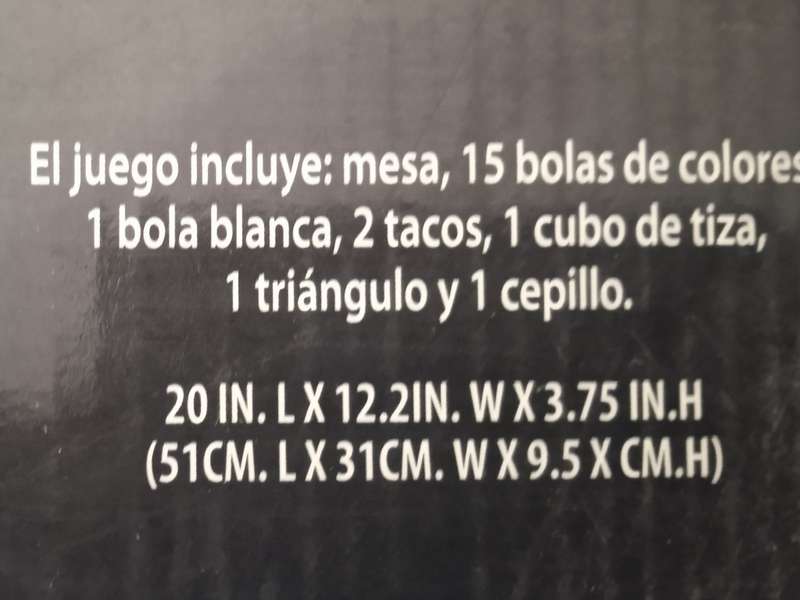 El juego incluye: mesa, 15 bolas de colores
1 bola blanca, 2 tacos, 1 cubo de tiza,
1 triángulo y 1 cepillo.
20 IN. L X 12.2IN. W X 3.75 IN.H
(51CM. L X 31CM. W X 9.5 X CM.H)